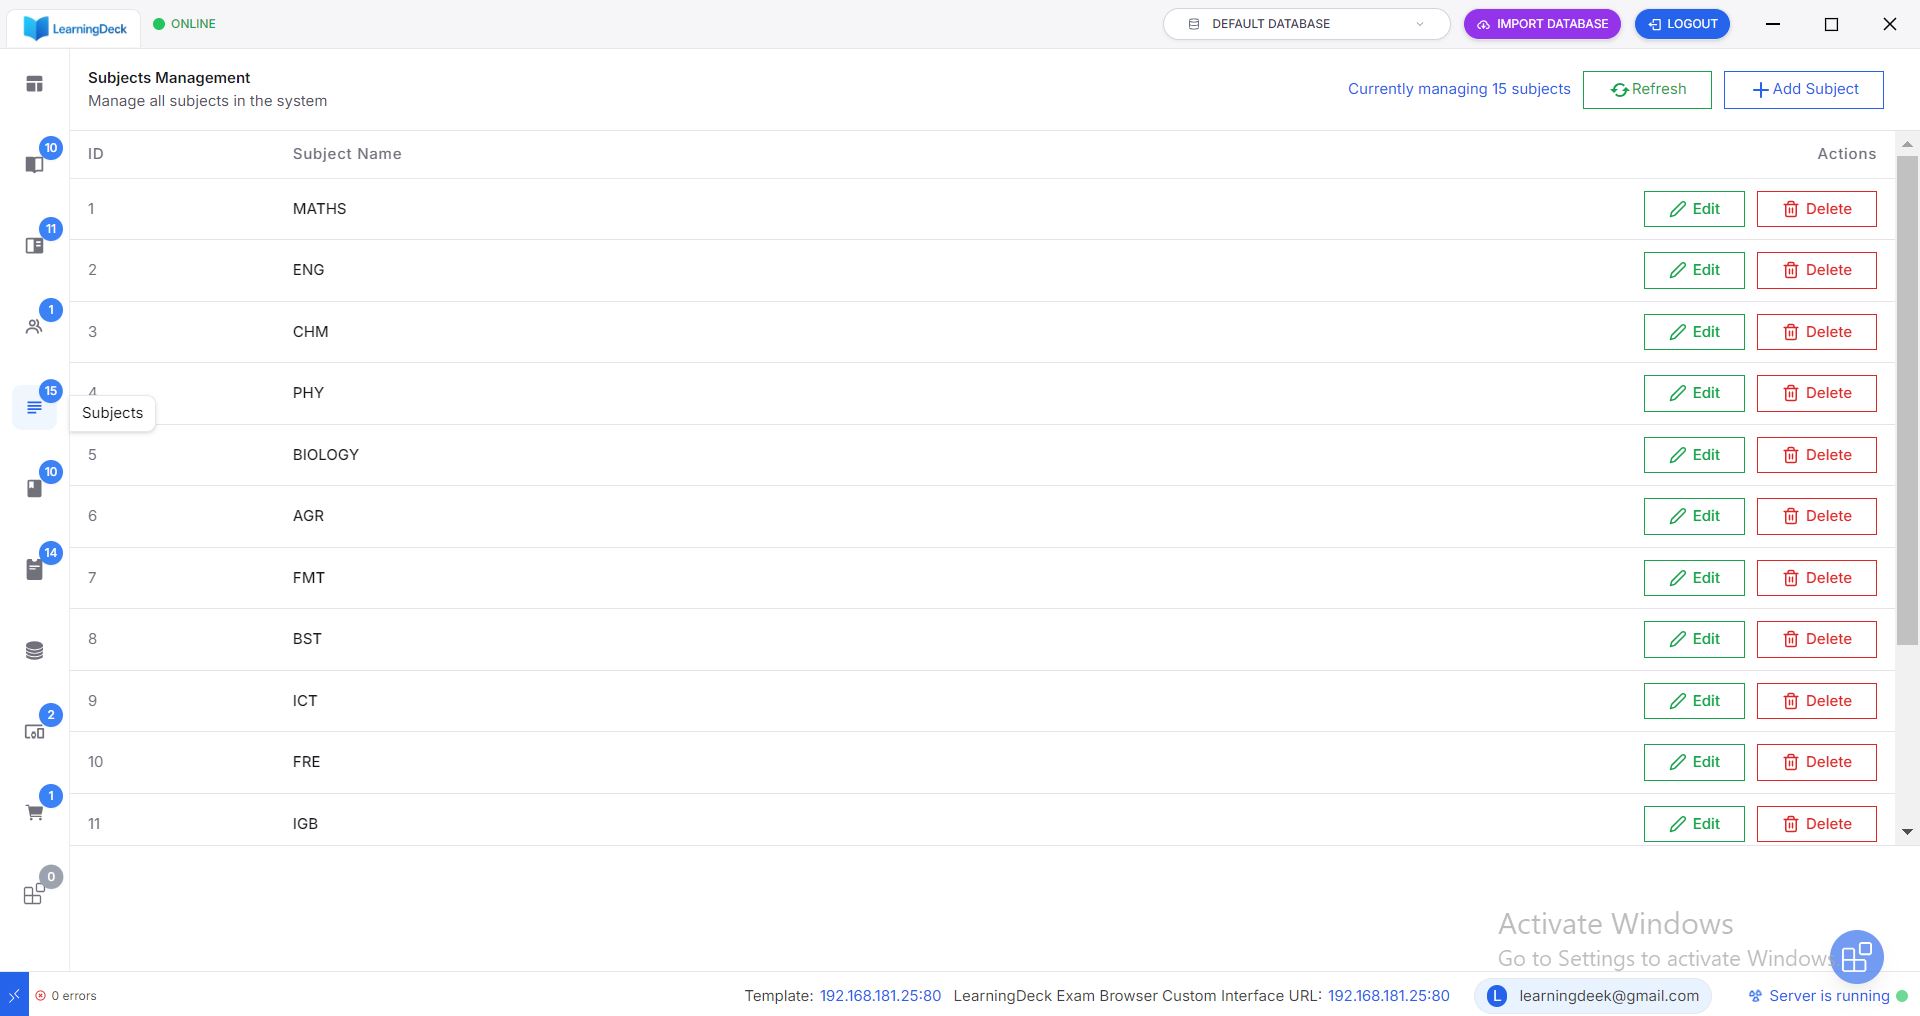 LearningDeck
ONLINE
DEFAULT DATABASE
IMPORT DATABASE
LOGOUT
Subjects Management
Manage all subjects in the system
Currently managing 15 subjects
Refresh
Add Subject
ID Subject Name Actions
1 MATHS Edit Delete
2 ENG Edit Delete
3 CHM Edit Delete
4 PHY Edit Delete
5 BIOLOGY Edit Delete
6 AGR Edit Delete
7 FMT Edit Delete
8 BST Edit Delete
9 ICT Edit Delete
10 FRE Edit Delete
11 IGB Edit Delete
10
11
1
15
Subjects
10
14
2
1
0
Activate Windows
Go to Settings to activate Windows
0 errors
Template: 192.168.181.25:80 LearningDeck Exam Browser Custom Interface URL: 192.168.181.25:80
L learningdeek@gmail.com
Server is running